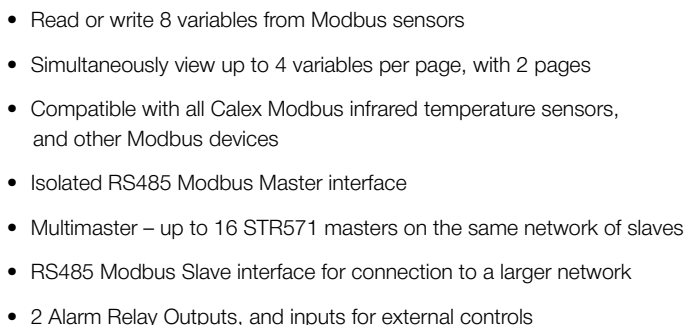 • Read or write 8 variables from Modbus sensors
• Simultaneously view up to 4 variables per page, with 2 pages
• Compatible with all Calex Modbus infrared temperature sensors,
and other Modbus devices
• Isolated RS485 Modbus Master interface
• Multimaster – up to 16 STR571 masters on the same network of slaves
• RS485 Modbus Slave interface for connection to a larger network
• 2 Alarm Relay Outputs, and inputs for external controls